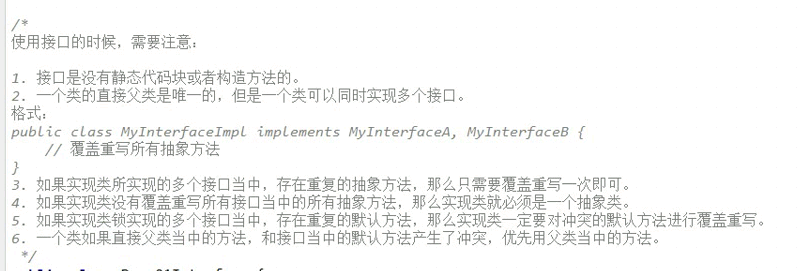 /*
使用接口的时候，需要注意：
1. 接口是没有静态代码块或者构造方法的。
2. 一个类的直接父类是唯一的，但是一个类可以同时实现多个接口。
格式：
public class MyInterfaceImpl implements MyInterfaceA, MyInterfaceB {
// 覆盖重写所有抽象方法
}
3. 如果实现类所实现的多个接口当中，存在重复的抽象方法，那么只需要覆盖重写一次即可。
4. 如果实现类没有覆盖重写所有接口当中的所有抽象方法，那么实现类就必须是一个抽象类。
5. 如果实现类锁实现的多个接口当中，存在重复的默认方法，那么实现类一定要对冲突的默认方法进行覆盖重写。
6. 一个类如果直接父类当中的方法，和接口当中的默认方法产生了冲突，优先用父类当中的方法。
*/